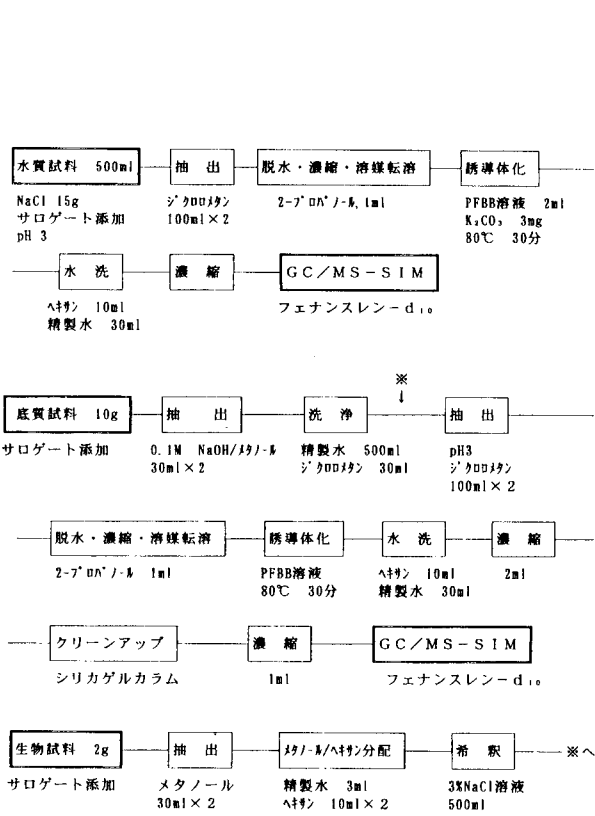 水質試料 500ml 抽 出 脱水・濃縮・溶媒転溶 誘導体化
NaCl 15g ジクロロメタン 2-プロパノール, 1ml PFBB溶液 2ml
サロゲート添加 100ml×2 K₂CO₃ 3mg
pH 3 80℃ 30分
水 洗 濃 縮 GC/MS-SIM
ヘキサン 10ml フェナンスレン-d₁₀
精製水 30ml
※
↓
底質試料 10g 抽 出 洗 浄 抽 出
サロゲート添加 0.1M NaOH/メタノール 精製水 500ml pH3
30ml×2 ジクロロメタン 30ml ジクロロメタン
100ml×2
脱水・濃縮・溶媒転溶 誘導体化 水 洗 濃 縮
2-プロパノール 1ml PFBB溶液 ヘキサン 10ml 2ml
80℃ 30分 精製水 30ml
クリーンアップ 濃 縮 GC/MS-SIM
シリカゲルカラム 1ml フェナンスレン-d₁₀
生物試料 2g 抽 出 メタノール/ヘキサン分配 希 釈 ※へ
サロゲート添加 メタノール 精製水 3ml 3%NaCl溶液
30ml×2 ヘキサン 10ml×2 500ml